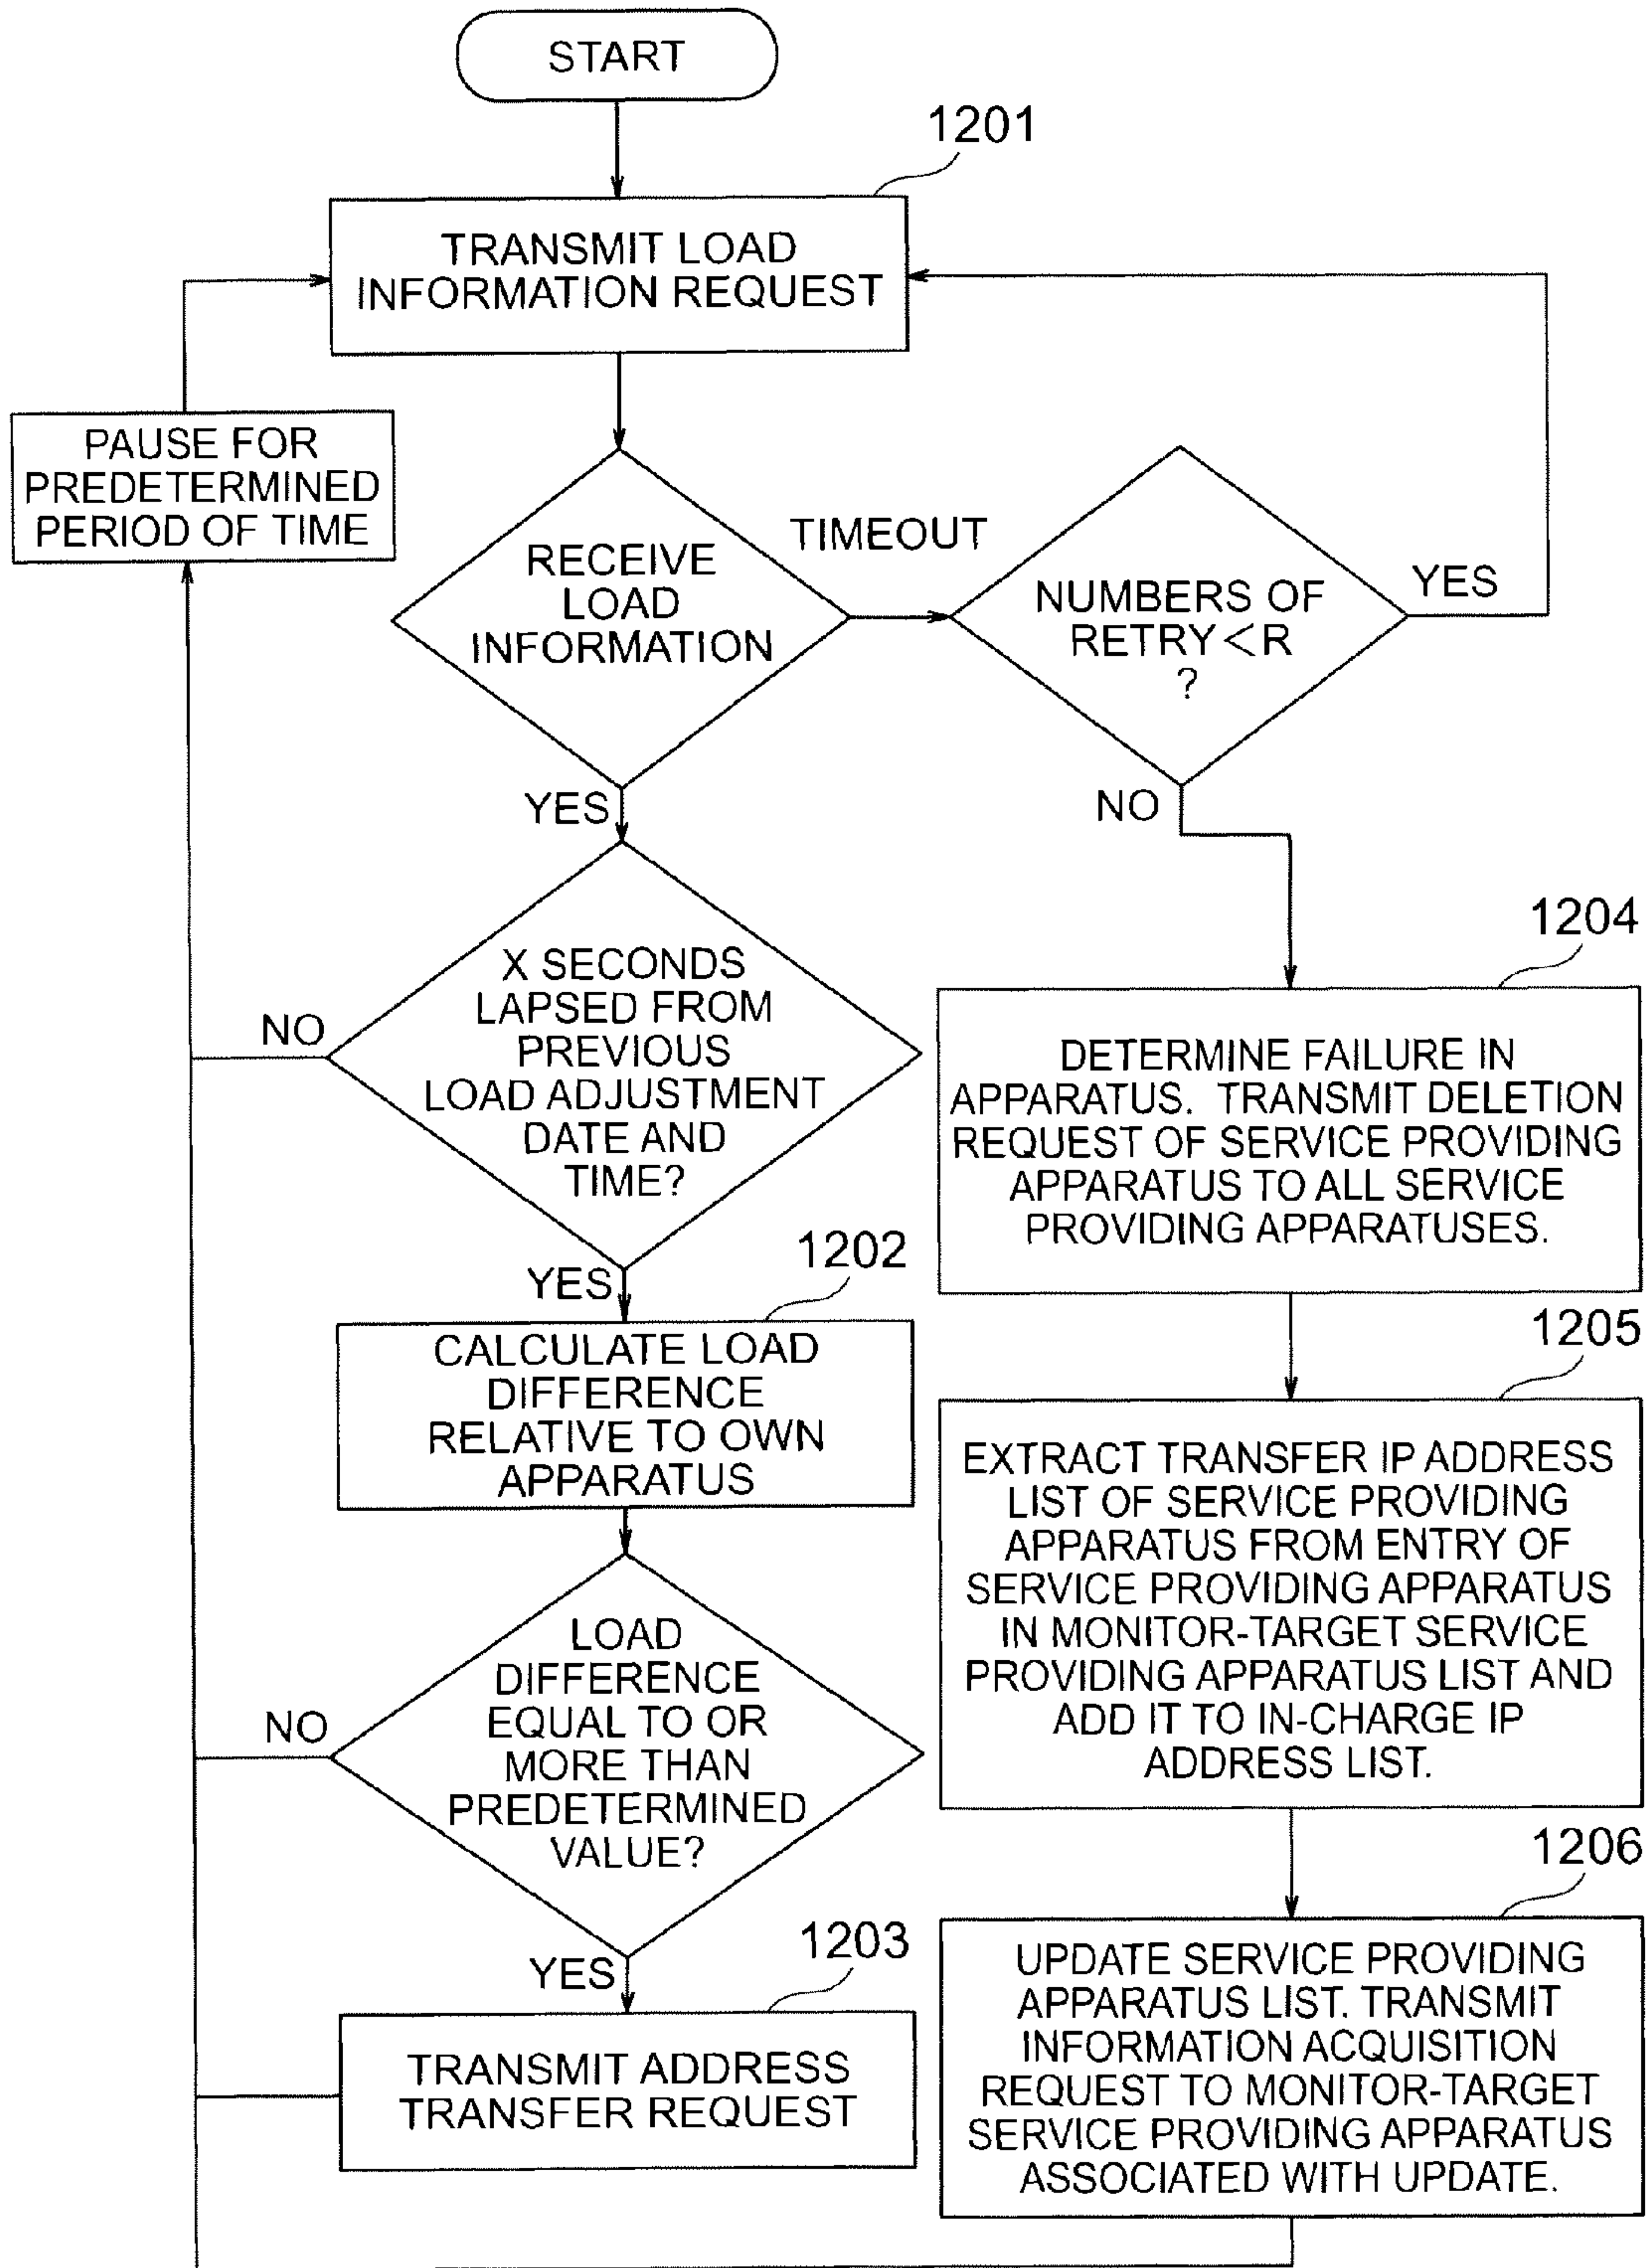 START
1201
TRANSMIT LOAD
INFORMATION REQUEST
PAUSE FOR
PREDETERMINED
PERIOD OF TIME
RECEIVE
LOAD
INFORMATION
TIMEOUT
NUMBERS OF
RETRY<R
?
YES
YES
NO
X SECONDS
LAPSED FROM
PREVIOUS
LOAD ADJUSTMENT
DATE AND
TIME?
NO
YES
1204
DETERMINE FAILURE IN
APPARATUS. TRANSMIT DELETION
REQUEST OF SERVICE PROVIDING
APPARATUS TO ALL SERVICE
PROVIDING APPARATUSES.
1202
CALCULATE LOAD
DIFFERENCE
RELATIVE TO OWN
APPARATUS
1205
EXTRACT TRANSFER IP ADDRESS
LIST OF SERVICE PROVIDING
APPARATUS FROM ENTRY OF
SERVICE PROVIDING APPARATUS
IN MONITOR-TARGET SERVICE
PROVIDING APPARATUS LIST AND
ADD IT TO IN-CHARGE IP
ADDRESS LIST.
LOAD
DIFFERENCE
EQUAL TO OR
MORE THAN
PREDETERMINED
VALUE?
NO
YES
1203
TRANSMIT ADDRESS
TRANSFER REQUEST
1206
UPDATE SERVICE PROVIDING
APPARATUS LIST. TRANSMIT
INFORMATION ACQUISITION
REQUEST TO MONITOR-TARGET
SERVICE PROVIDING APPARATUS
ASSOCIATED WITH UPDATE.